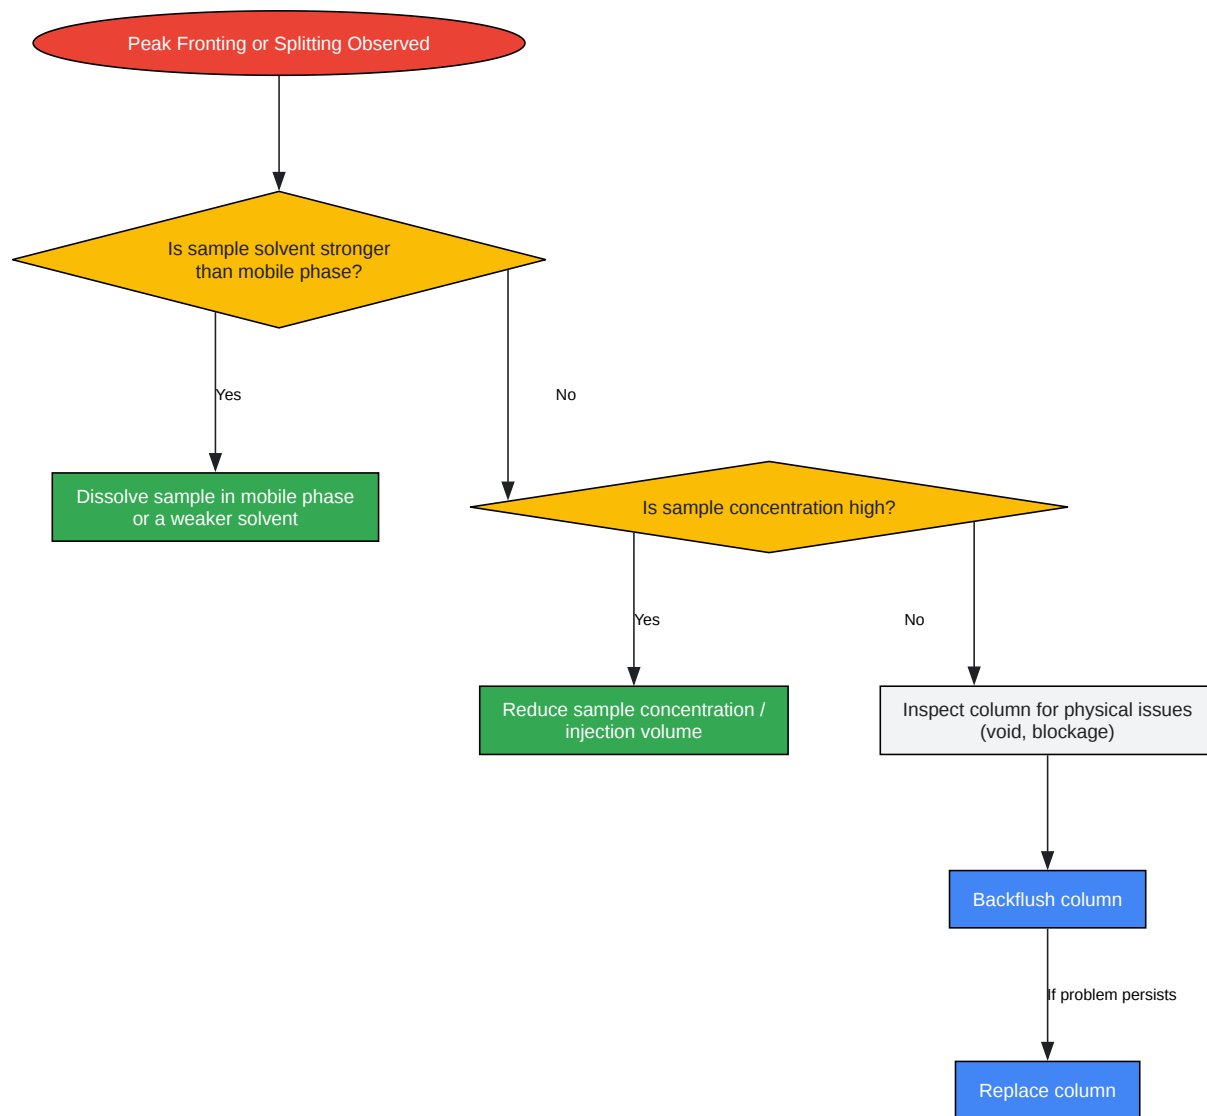 Peak Fronting or Splitting Observed
Is sample solvent stronger
than mobile phase?
Yes
No
Dissolve sample in mobile phase
or a weaker solvent
Is sample concentration high?
Yes
No
Reduce sample concentration /
injection volume
Inspect column for physical issues
(void, blockage)
Backflush column
If problem persists
Replace column